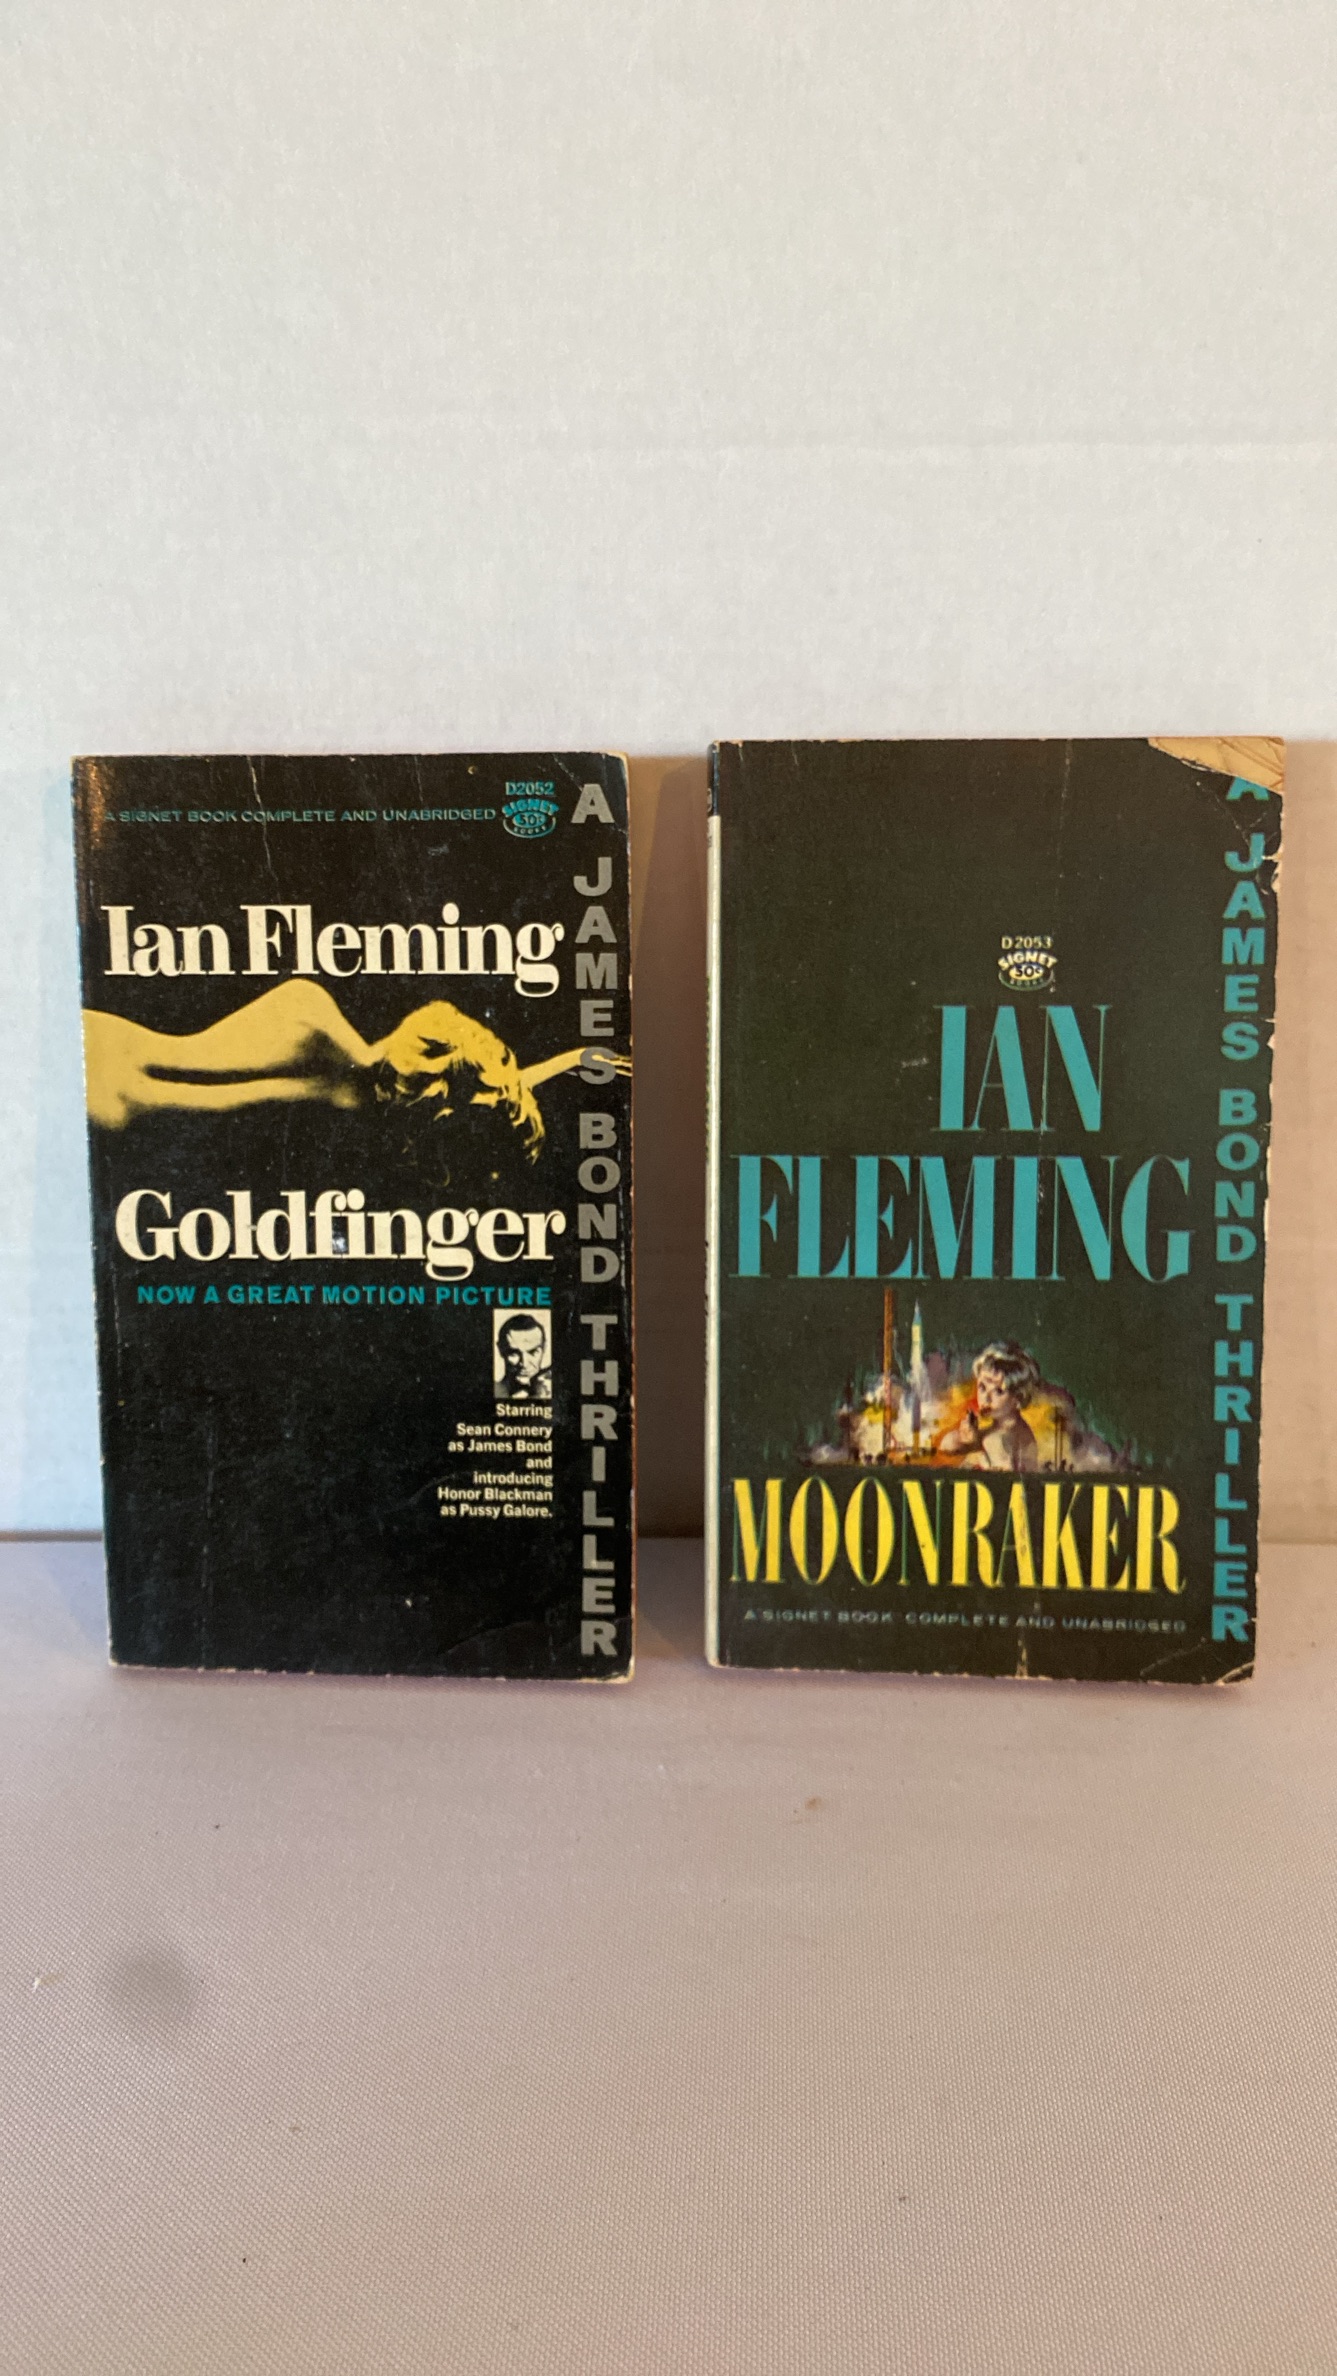 D2052
A SIGNET BOOK COMPLETE AND UNABRIDGED
SIGNET
50¢
BOOKS
Ian Fleming
Goldfinger
NOW A GREAT MOTION PICTURE
Starring
Sean Connery
as James Bond
and
introducing
Honor Blackman
as Pussy Galore.
A JAMES BOND THRILLER
D2053
SIGNET
50¢
BOOKS
IAN
FLEMING
MOONRAKER
A SIGNET BOOK COMPLETE AND UNABRIDGED
A JAMES BOND THRILLER